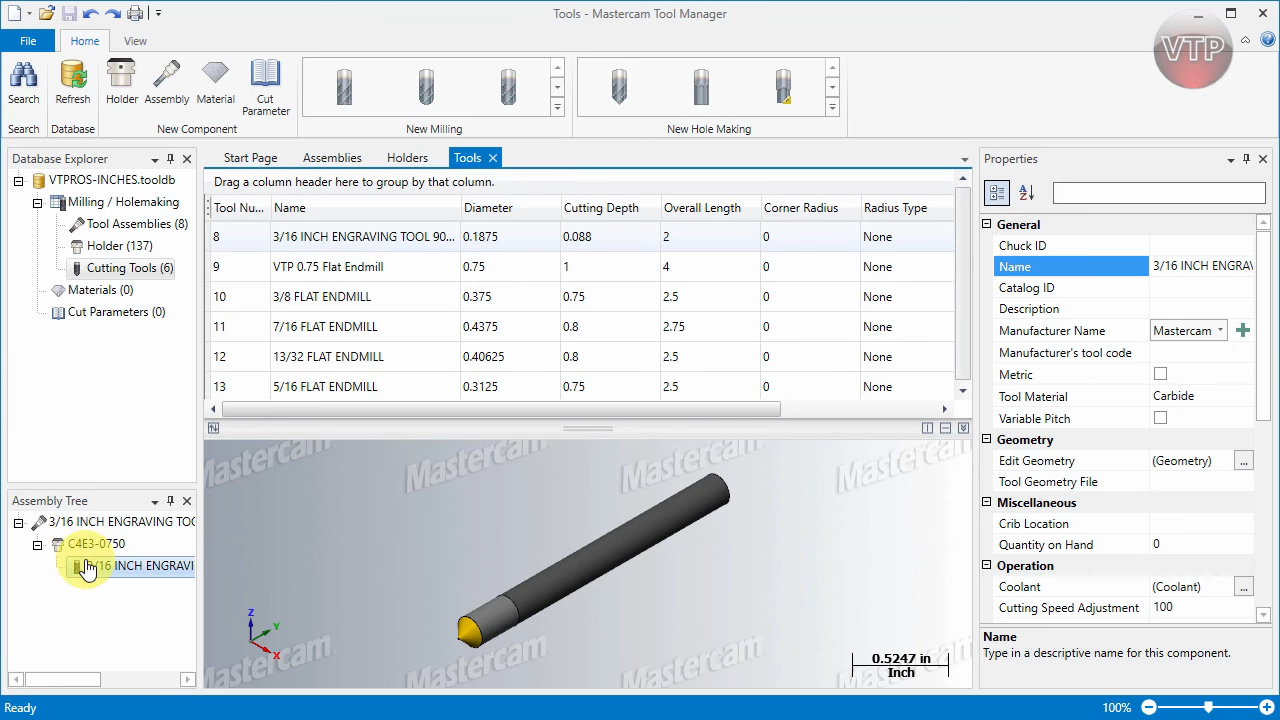 Tools - Mastercam Tool Manager
VTP
File Home View
Search Refresh Holder Assembly Material Cut Parameter
Search Database New Component New Milling New Hole Making
Database Explorer
VTPROS-INCHES.tooldb
Milling / Holemaking
Tool Assemblies (8)
Holder (137)
Cutting Tools (6)
Materials (0)
Cut Parameters (0)
Start Page Assemblies Holders Tools
Drag a column header here to group by that column.
Tool Nu... Name Diameter Cutting Depth Overall Length Corner Radius Radius Type
8 3/16 INCH ENGRAVING TOOL 90... 0.1875 0.088 2 0 None
9 VTP 0.75 Flat Endmill 0.75 1 4 0 None
10 3/8 FLAT ENDMILL 0.375 0.75 2.5 0 None
11 7/16 FLAT ENDMILL 0.4375 0.8 2.75 0 None
12 13/32 FLAT ENDMILL 0.40625 0.8 2.5 0 None
13 5/16 FLAT ENDMILL 0.3125 0.75 2.5 0 None
Assembly Tree
3/16 INCH ENGRAVING TOO
C4E3-0750
/16 INCH ENGRAVI
Mastercam Mastercam Mastercam Mastercam
Mastercam Mastercam Mastercam
Z
Y
X
0.5247 in
Inch
Properties
General
Chuck ID
Name 3/16 INCH ENGRAV
Catalog ID
Description
Manufacturer Name Mastercam
Manufacturer's tool code
Metric
Tool Material Carbide
Variable Pitch
Geometry
Edit Geometry (Geometry) ...
Tool Geometry File
Miscellaneous
Crib Location
Quantity on Hand 0
Operation
Coolant (Coolant) ...
Cutting Speed Adjustment 100
Name
Type in a descriptive name for this component.
Ready 100%